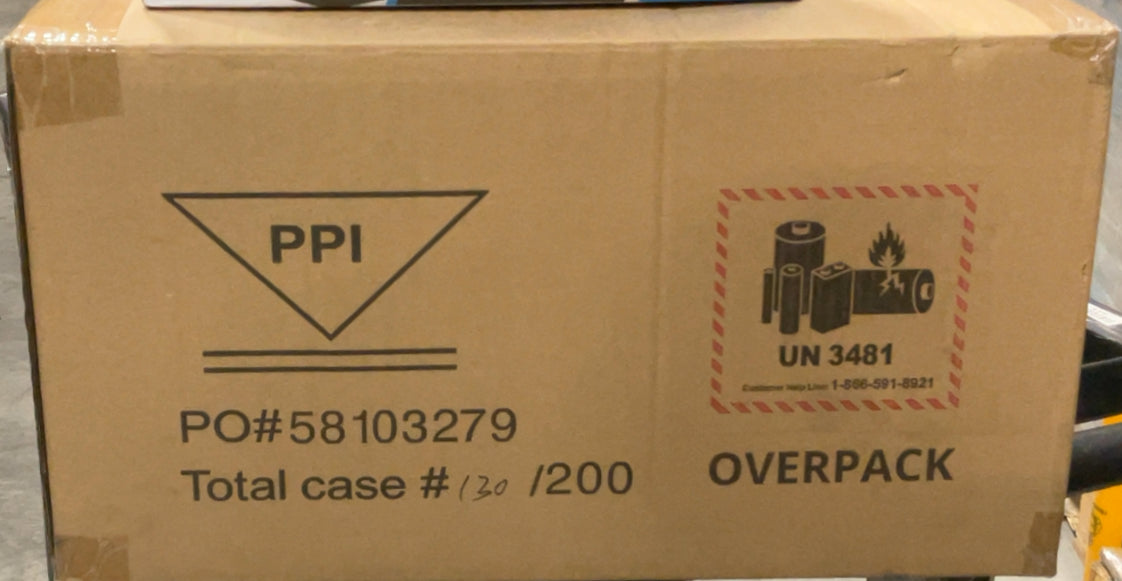 PPI
PO#58103279
Total case # 130 /200
UN 3481
Customer Help Line: 1-866-591-8921
OVERPACK